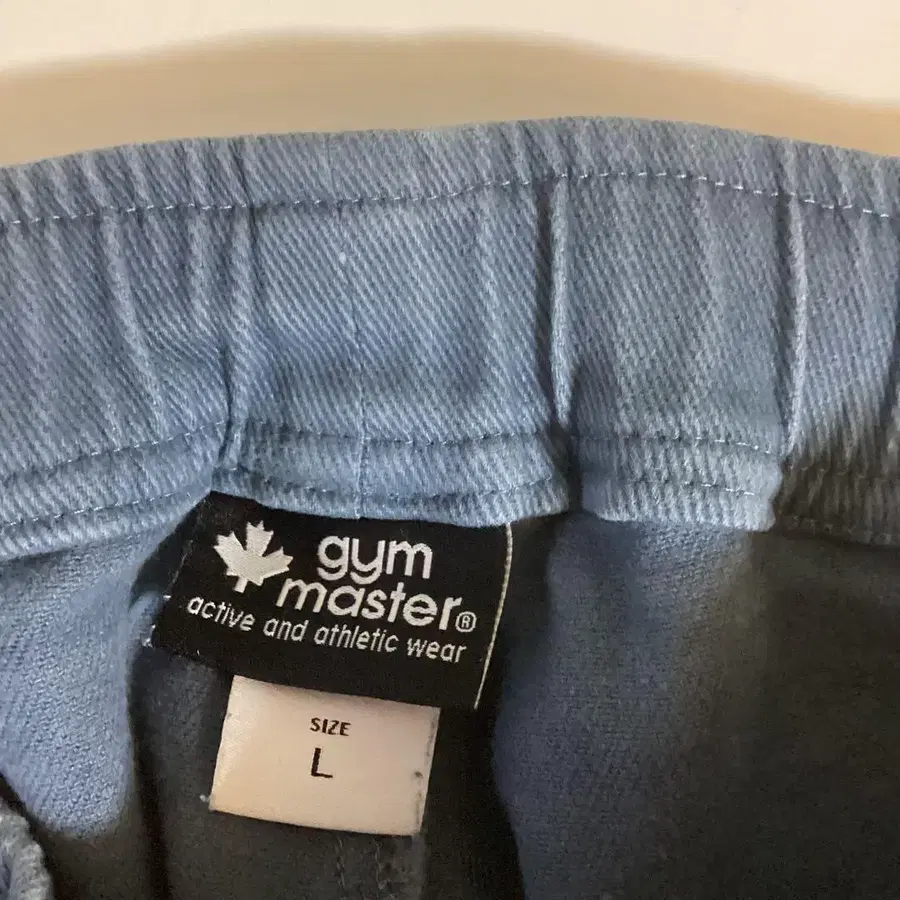 gym
master®
active and athletic wear
SIZE
L